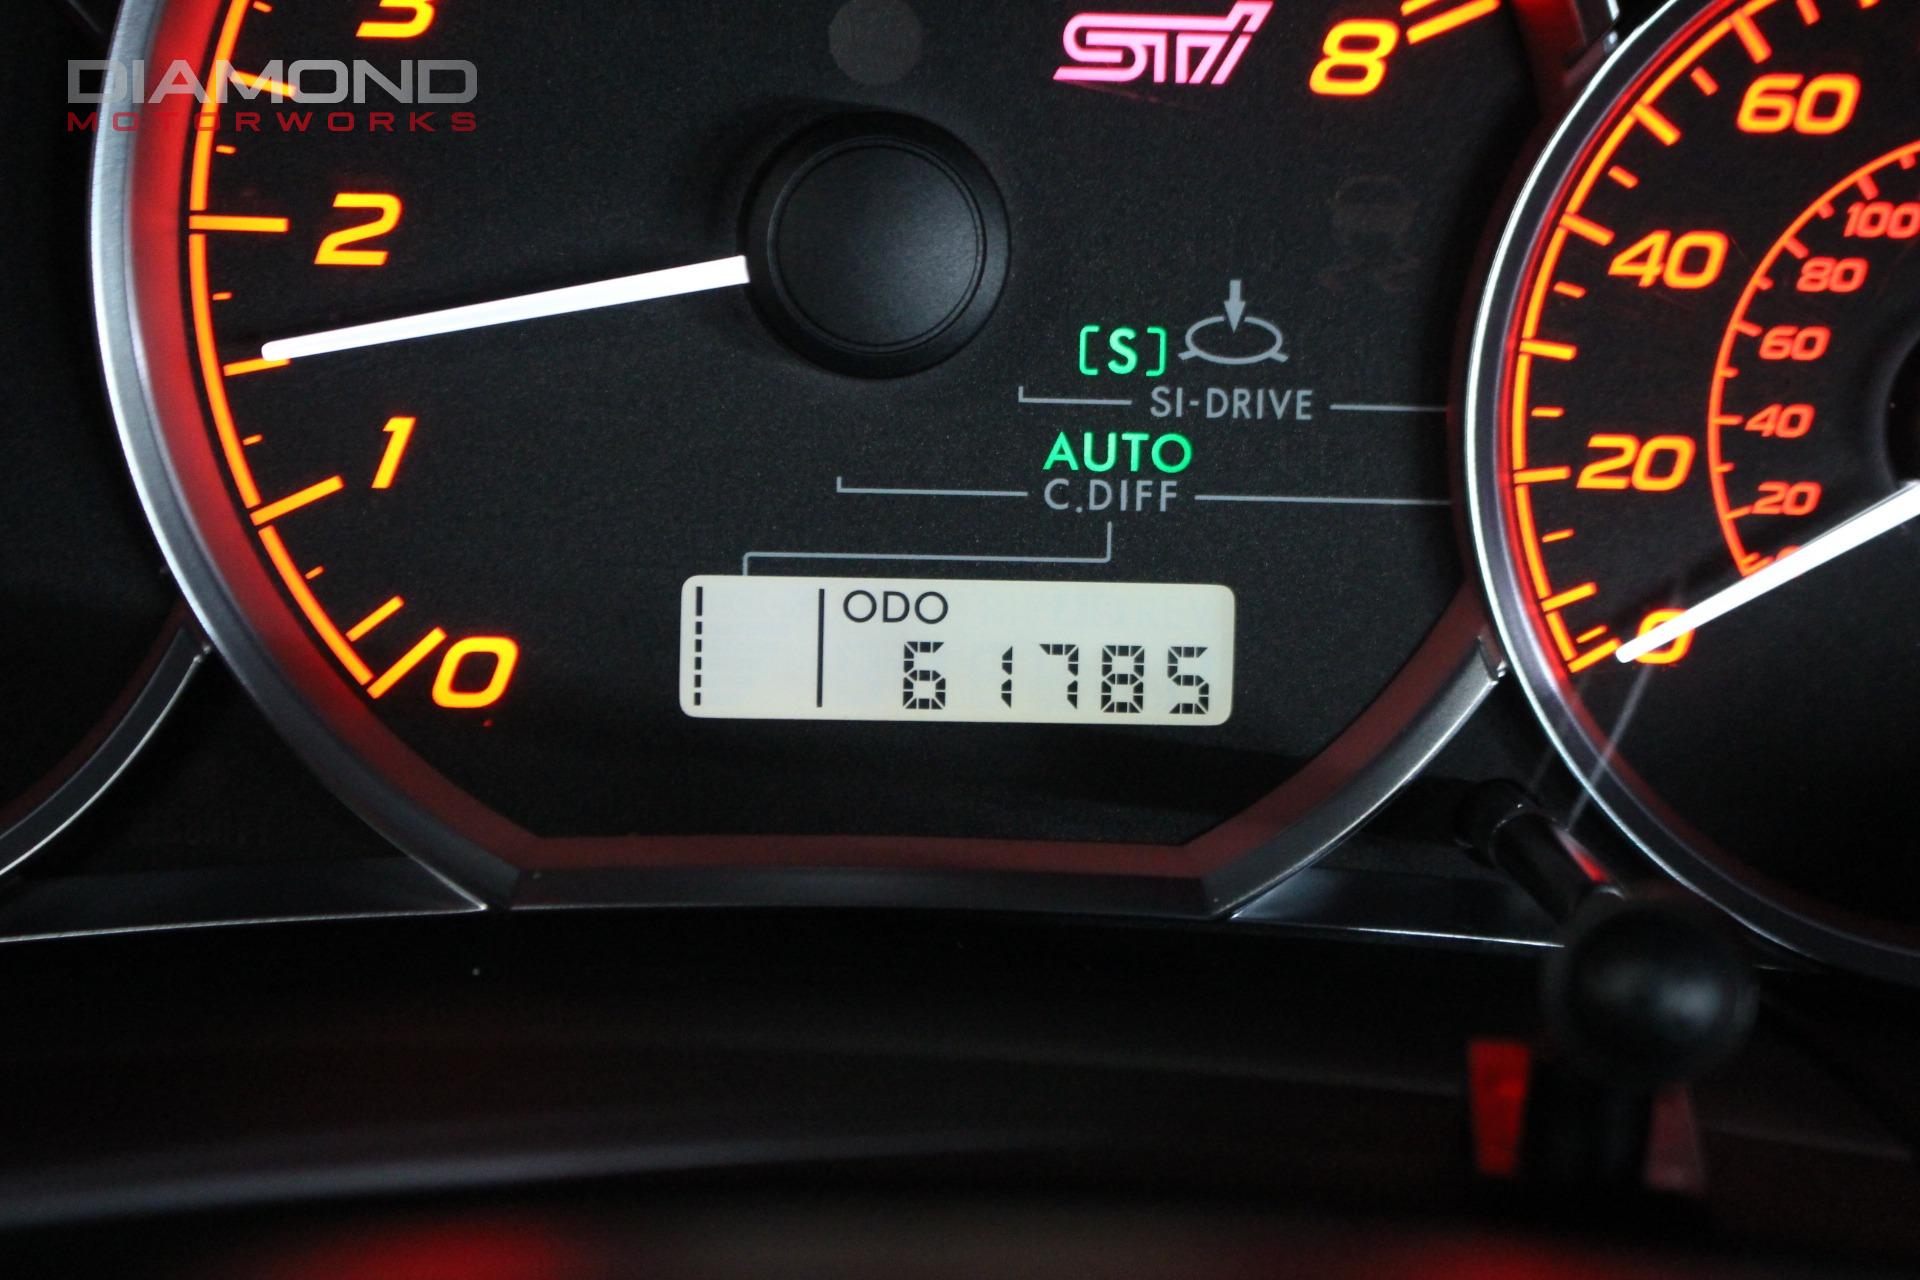 DIAMOND
MOTORWORKS
3
STI
8
2
1
0
[S]
SI-DRIVE
AUTO
C.DIFF
ODO
61785
60
40
20
0
100
80
60
40
20